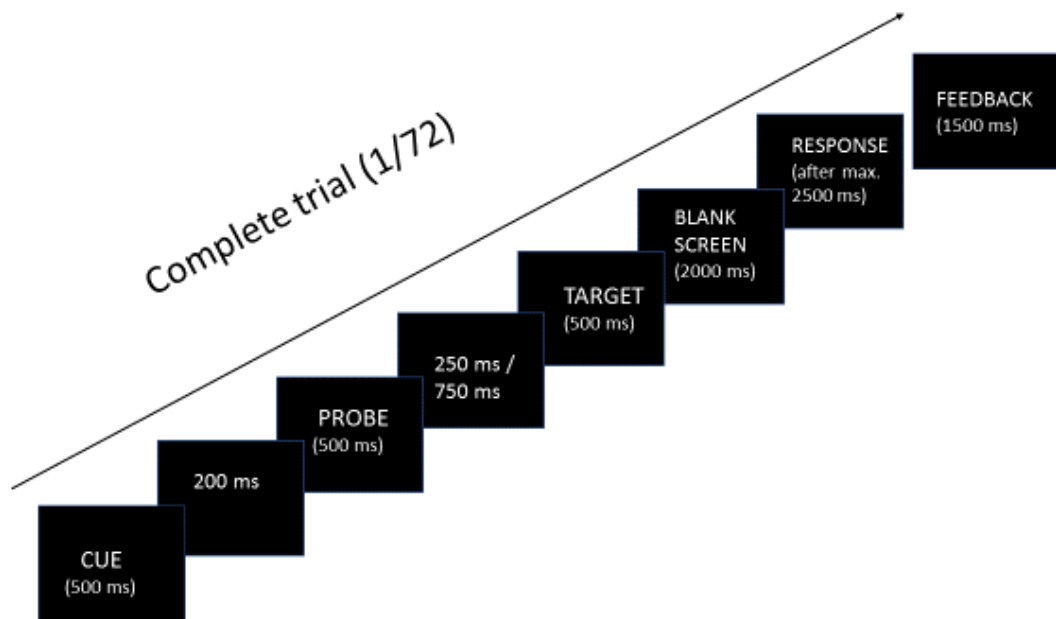 Complete trial (1/72)
CUE
(500 ms)
200 ms
PROBE
(500 ms)
250 ms /
750 ms
TARGET
(500 ms)
BLANK
SCREEN
(2000 ms)
RESPONSE
(after max.
2500 ms)
FEEDBACK
(1500 ms)